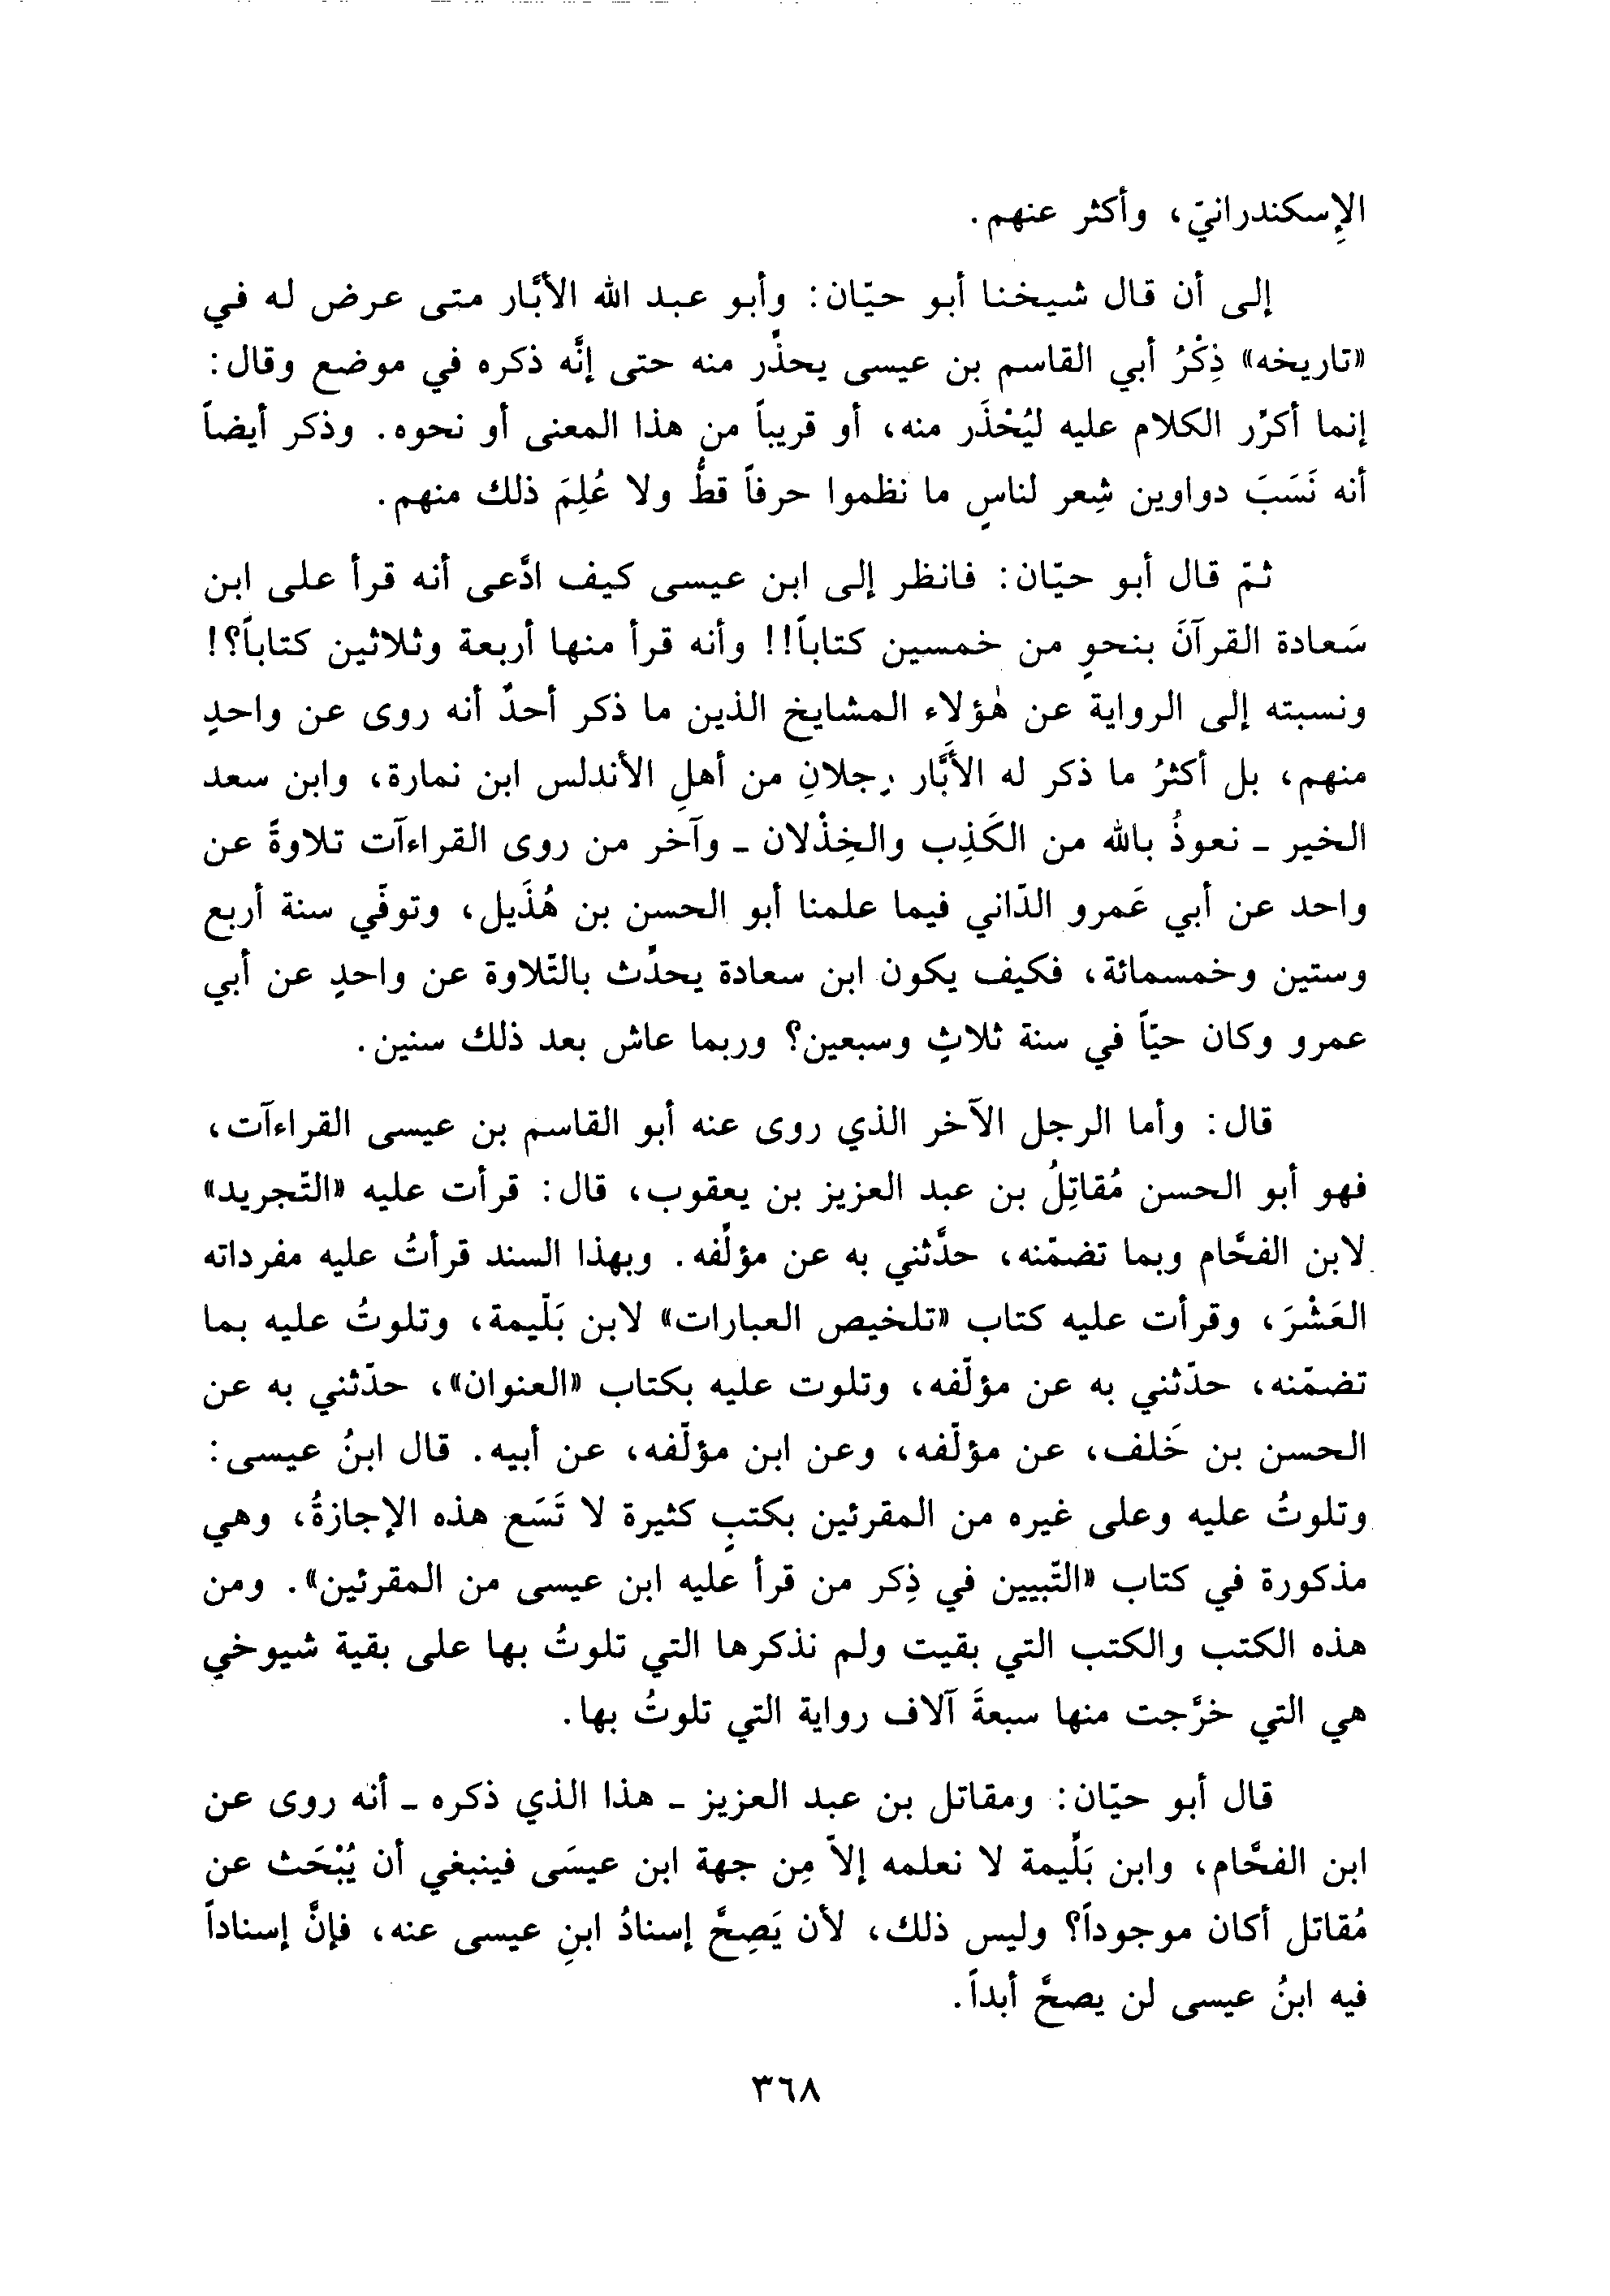 الإِسكندرانيّ، وأكثر عنهم.
إلى أن قال شيخنا أبو حيّان: وأبو عبد الله الأبَّار متى عرض له في
«تاريخه» ذِكْرُ أبي القاسم بن عيسى يحذِّر منه حتى إنَّه ذكره في موضع وقال:
إنما أكرِّر الكلام عليه ليُحْذَر منه، أو قريباً من هذا المعنى أو نحوه. وذكر أيضاً
أنه نَسَبَ دواوين شِعر لناسٍ ما نظموا حرفاً قطُّ ولا عُلِمَ ذلك منهم.
ثمّ قال أبو حيّان: فانظر إلى ابن عيسى كيف ادَّعى أنه قرأ على ابن
سَعادة القرآنَ بنحوٍ من خمسين كتاباً!! وأنه قرأ منها أربعة وثلاثين كتاباً؟!
ونسبته إلى الرواية عن هٰؤلاء المشايخ الذين ما ذكر أحدٌ أنه روى عن واحدٍ
منهم، بل أكثرُ ما ذكر له الأَبَّار رجلانِ من أهلِ الأندلس ابن نمارة، وابن سعد
الخير ـ نعوذُ بالله من الكَذِب والخِذْلان ـ وآخر من روى القراءآت تلاوةً عن
واحد عن أبي عَمرو الدّاني فيما علمنا أبو الحسن بن هُذَيل، وتوفّي سنة أربع
وستين وخمسمائة، فكيف يكون ابن سعادة يحدِّث بالتّلاوة عن واحدٍ عن أبي
عمرو وكان حيّاً في سنة ثلاثٍ وسبعين؟ وربما عاش بعد ذلك سنين.
قال: وأما الرجل الآخر الذي روى عنه أبو القاسم بن عيسى القراءآت،
فهو أبو الحسن مُقاتِلُ بن عبد العزيز بن يعقوب، قال: قرأت عليه «التّجريد»
لابن الفحَّام وبما تضمّنه، حدَّثني به عن مؤلِّفه. وبهذا السند قرأتُ عليه مفرداته
العَشْرَ، وقرأت عليه كتاب «تلخيص العبارات» لابن بَلّيمة، وتلوتُ عليه بما
تضمّنه، حدّثني به عن مؤلّفه، وتلوت عليه بكتاب «العنوان»، حدّثني به عن
الحسن بن خَلف، عن مؤلّفه، وعن ابن مؤلّفه، عن أبيه. قال ابنُ عيسى:
وتلوتُ عليه وعلى غيره من المقرئين بكتبٍ كثيرة لا تَسَع هذه الإجازةُ، وهي
مذكورة في كتاب «التّبيين في ذِكر من قرأ عليه ابن عيسى من المقرئين». ومن
هذه الكتب والكتب التي بقيت ولم نذكرها التي تلوتُ بها على بقية شيوخي
هي التي خرَّجت منها سبعةَ آلاف رواية التي تلوتُ بها.
قال أبو حيّان: ومقاتل بن عبد العزيز ـ هذا الذي ذكره ـ أنه روى عن
ابن الفحَّام، وابن بَلِّيمة لا نعلمه إلاّ مِن جهة ابن عيسَى فينبغي أن يُبْحَث عن
مُقاتل أكان موجوداً؟ وليس ذلك، لأن يَصِحَّ إسنادُ ابنِ عيسى عنه، فإنَّ إسناداً
فيه ابنُ عيسى لن يصحَّ أبداً.
٣٦٨